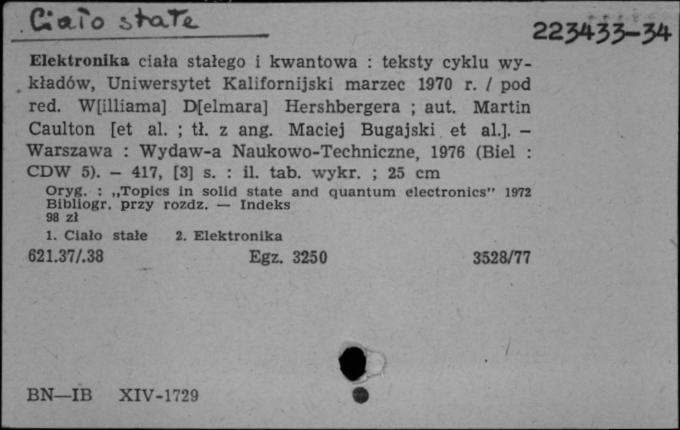 Ciało stałe
223433-34
Elektronika ciała stałego i kwantowa : teksty cyklu wy-
kładów, Uniwersytet Kalifornijski marzec 1970 r. / pod
red. W[illiama] D[elmara] Hershbergera ; aut. Martin
Caulton [et al. ; tł. z ang. Maciej Bugajski et al.]. —
Warszawa : Wydaw-a Naukowo-Techniczne, 1976 (Biel :
CDW 5). — 417, [3] s. : il. tab. wykr. ; 25 cm
Oryg. : „Topics in solid state and quantum electronics" 1972
Bibliogr. przy rozdz. — Indeks
98 zł
1. Ciało stałe 2. Elektronika
621.37/.38 Egz. 3250 3528/77
BN—IB XIV-1729